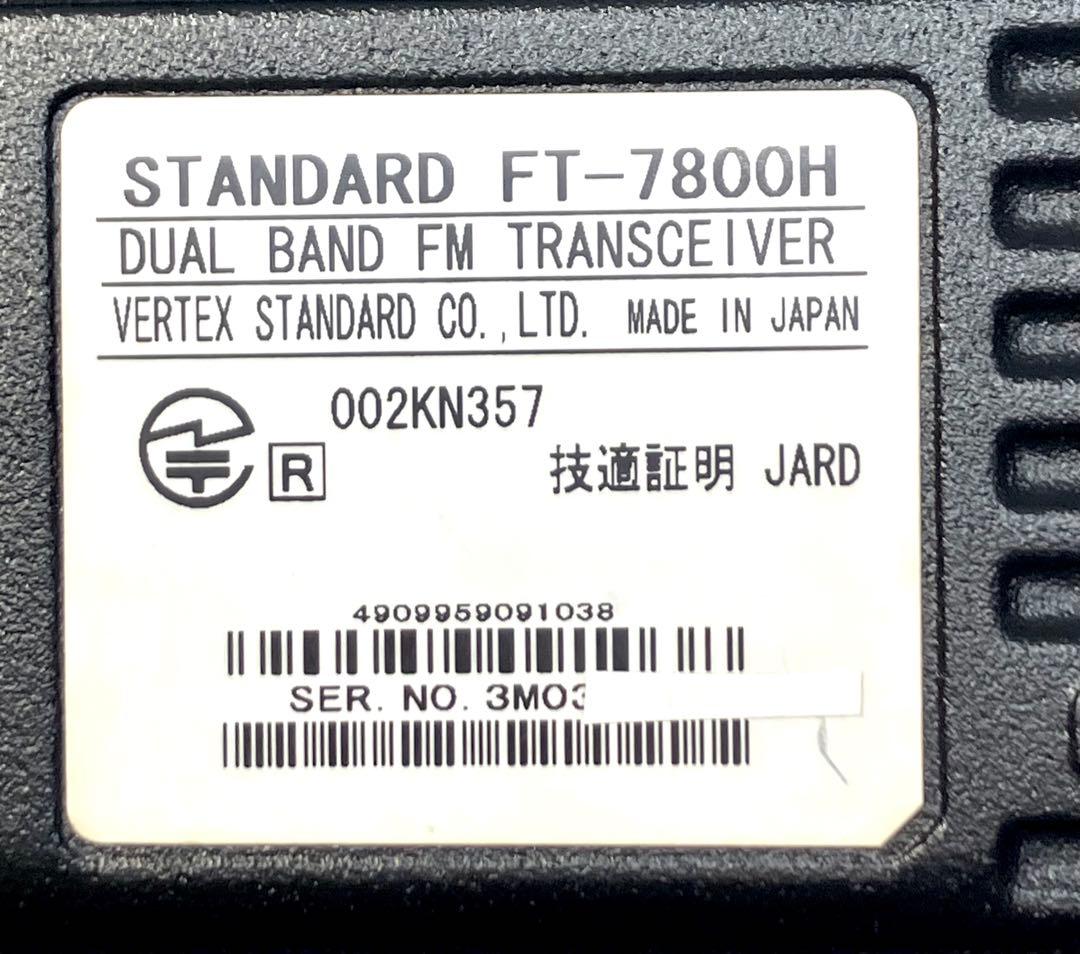 STANDARD FT-7800H
DUAL BAND FM TRANSCEIVER
VERTEX STANDARD CO.,LTD. MADE IN JAPAN
002KN357
R
技適証明 JARD
4909959091038
SER. NO. 3M03